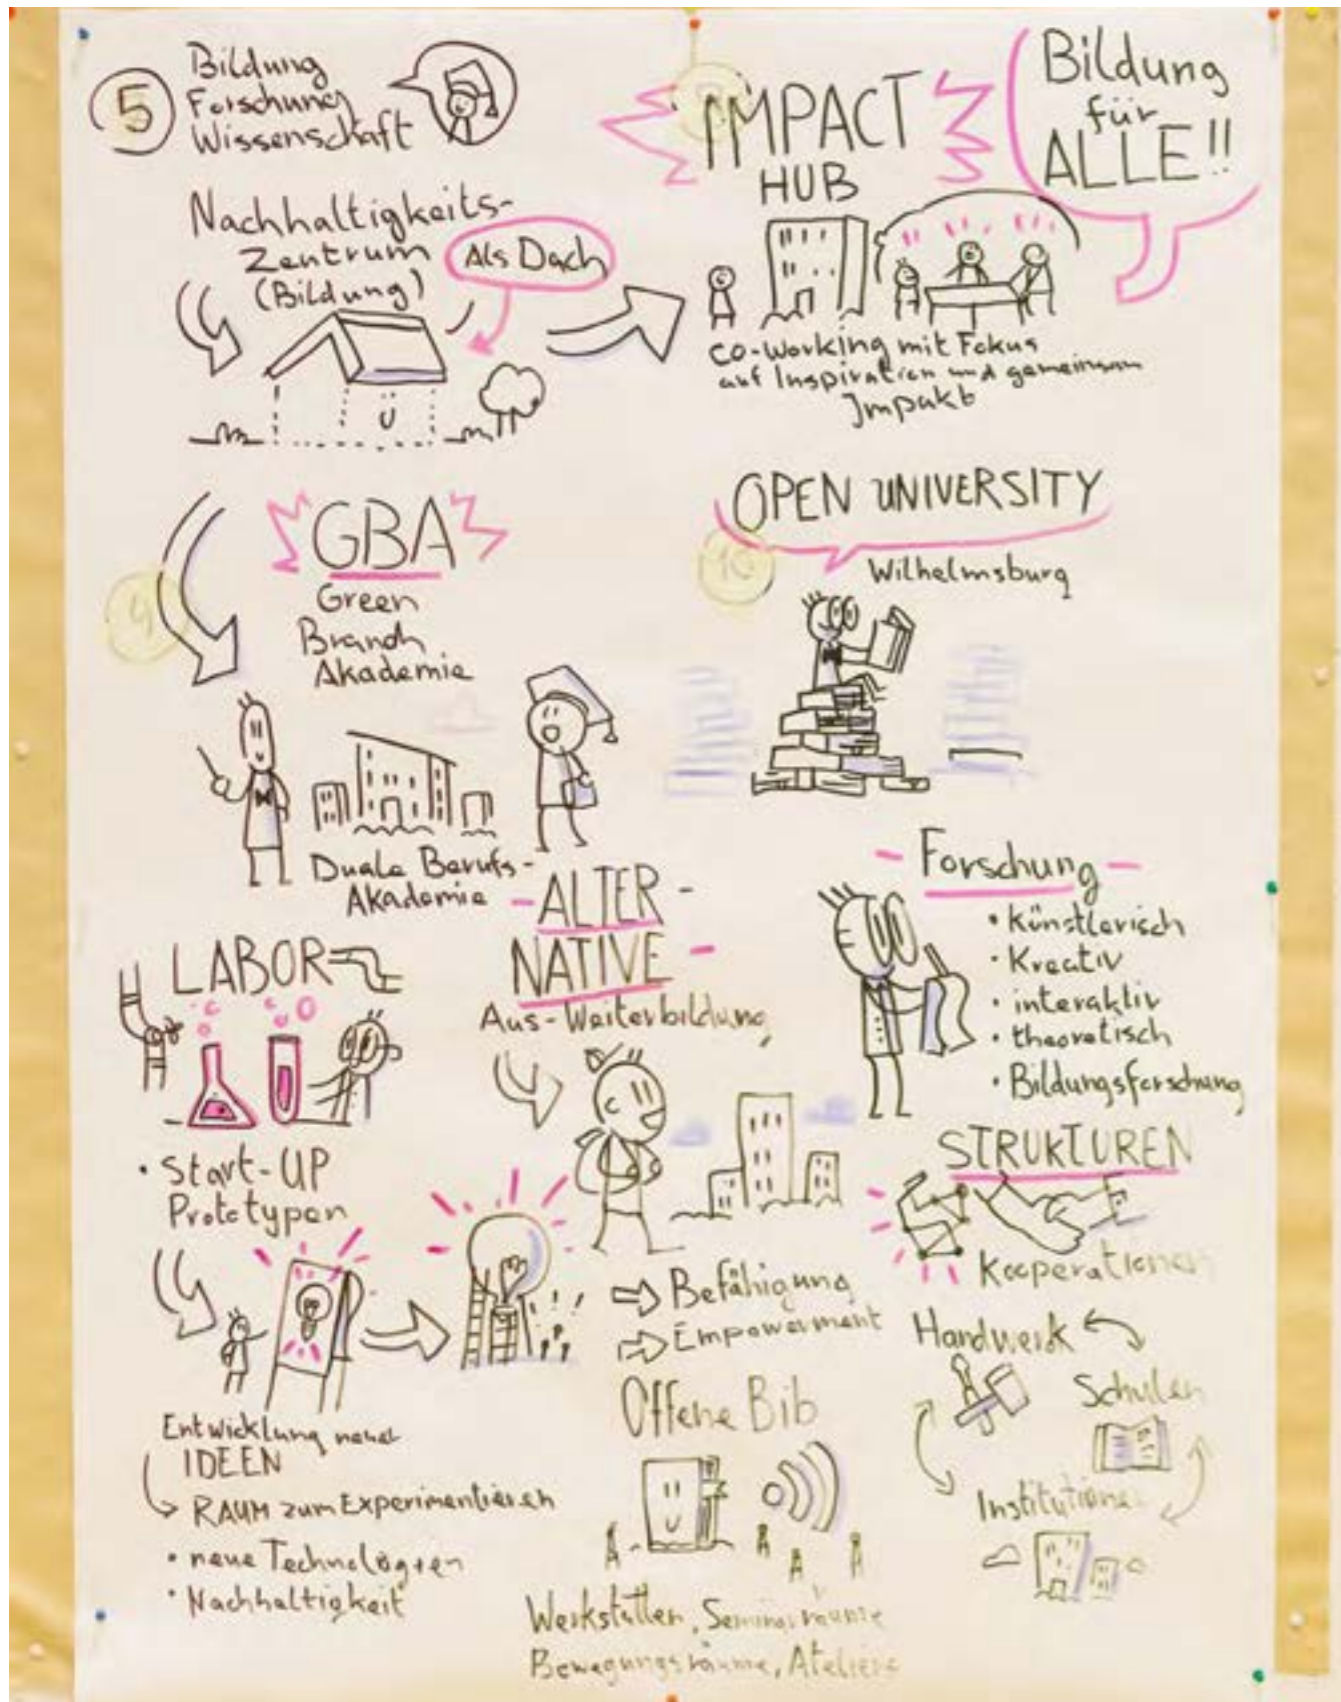 5
Bildung
Forschung
Wissenschaft
Nachhaltigkeits-
Zentrum
(Bildung)
Als Dach
IMPACT
HUB
Bildung
für
ALLE!!
CO-Working mit Fokus
auf Inspiration und gemeinsam
Impakt
9
GBA
Green
Branch
Akademie
Duale Berufs-
Akademie
OPEN UNIVERSITY
10
Wilhelmsburg
LABOR
• Start-UP
Prototypen
Entwicklung neuer
IDEEN
RAUM zum Experimentieren
• neue Technologien
• Nachhaltigkeit
- ALTER -
NATIVE -
Aus-Weiterbildung
Befähigung
Empowerment
Offene Bib
Werkstätten, Seminarräume
Bewegungsräume, Ateliers
- Forschung -
• Künstlerisch
• Kreativ
• interaktiv
• theoretisch
• Bildungsforschung
STRUKTUREN
Kooperationen
Handwerk
Schulen
Institutionen